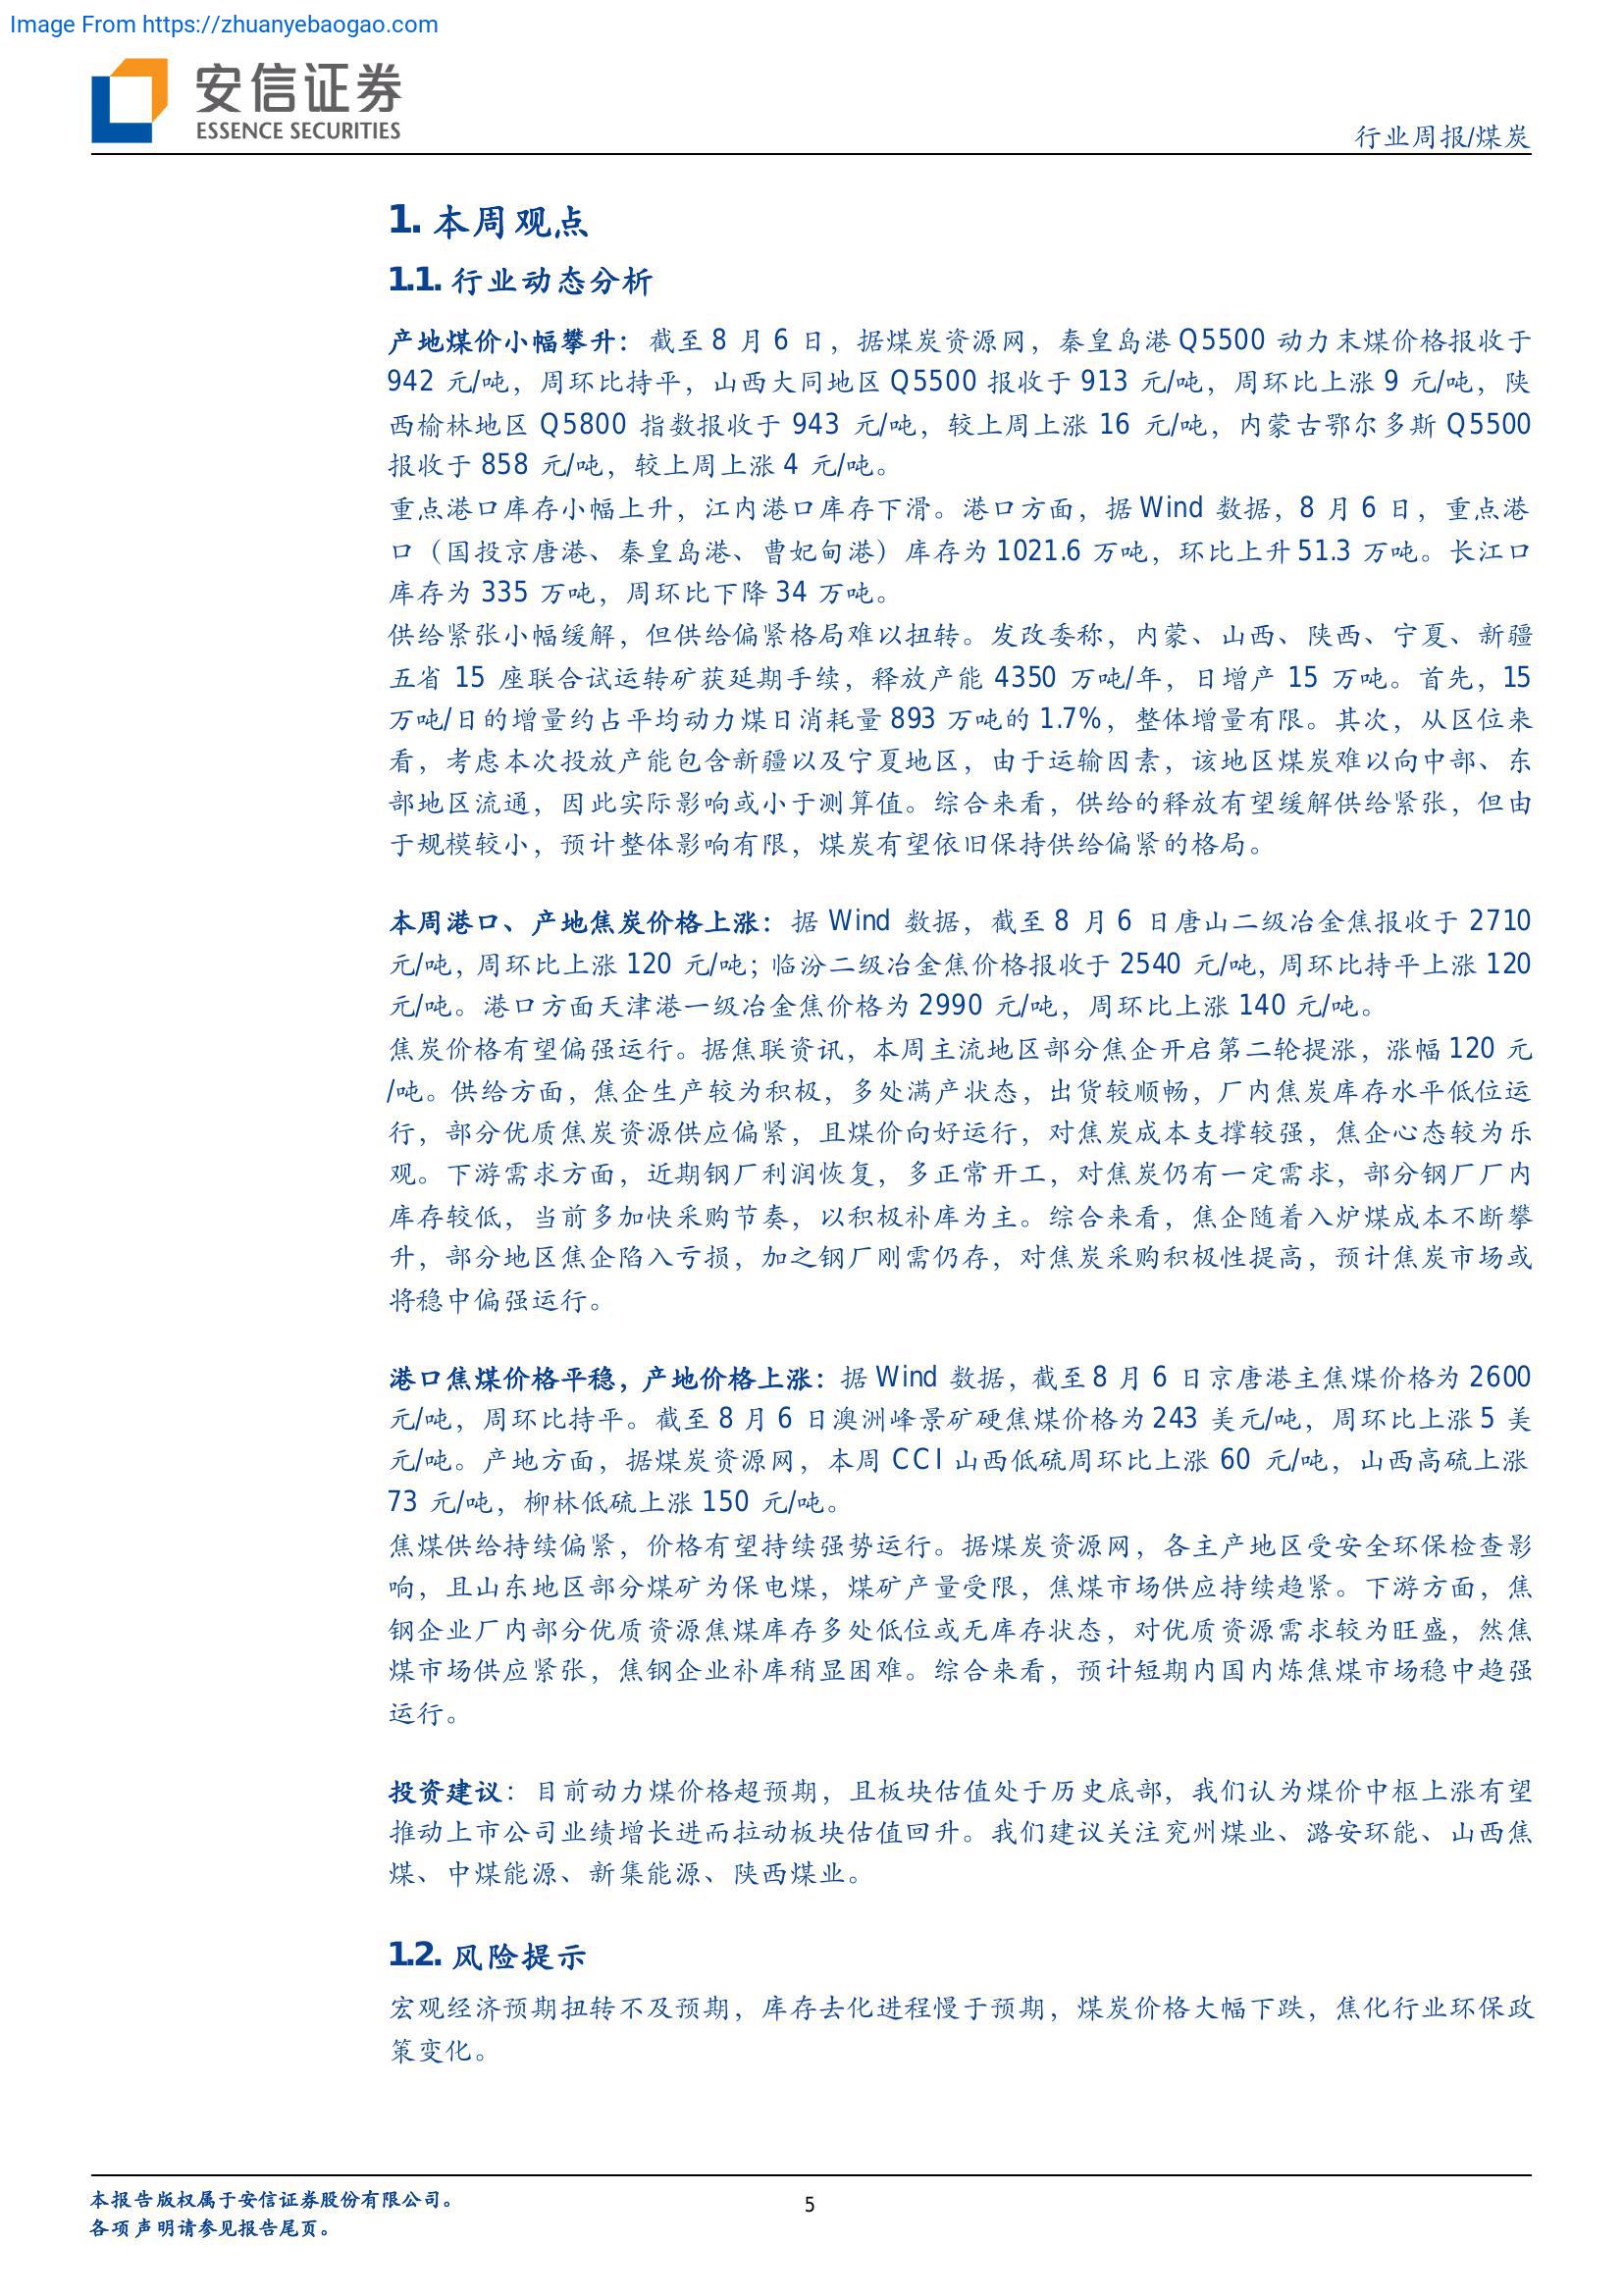 Image From https://zhuanyebaogao.com
安信证券
ESSENCE SECURITIES
行业周报/煤炭
1. 本周观点
1.1. 行业动态分析
产地煤价小幅攀升：截至 8 月 6 日，据煤炭资源网，秦皇岛港 Q5500 动力末煤价格报收于
942 元/吨，周环比持平，山西大同地区 Q5500 报收于 913 元/吨，周环比上涨 9 元/吨，陕
西榆林地区 Q5800 指数报收于 943 元/吨，较上周上涨 16 元/吨，内蒙古鄂尔多斯 Q5500
报收于 858 元/吨，较上周上涨 4 元/吨。
重点港口库存小幅上升，江内港口库存下滑。港口方面，据 Wind 数据，8 月 6 日，重点港
口（国投京唐港、秦皇岛港、曹妃甸港）库存为 1021.6 万吨，环比上升 51.3 万吨。长江口
库存为 335 万吨，周环比下降 34 万吨。
供给紧张小幅缓解，但供给偏紧格局难以扭转。发改委称，内蒙、山西、陕西、宁夏、新疆
五省 15 座联合试运转矿获延期手续，释放产能 4350 万吨/年，日增产 15 万吨。首先，15
万吨/日的增量约占平均动力煤日消耗量 893 万吨的 1.7%，整体增量有限。其次，从区位来
看，考虑本次投放产能包含新疆以及宁夏地区，由于运输因素，该地区煤炭难以向中部、东
部地区流通，因此实际影响或小于测算值。综合来看，供给的释放有望缓解供给紧张，但由
于规模较小，预计整体影响有限，煤炭有望依旧保持供给偏紧的格局。
本周港口、产地焦炭价格上涨：据 Wind 数据，截至 8 月 6 日唐山二级冶金焦报收于 2710
元/吨，周环比上涨 120 元/吨；临汾二级冶金焦价格报收于 2540 元/吨，周环比持平上涨 120
元/吨。港口方面天津港一级冶金焦价格为 2990 元/吨，周环比上涨 140 元/吨。
焦炭价格有望偏强运行。据焦联资讯，本周主流地区部分焦企开启第二轮提涨，涨幅 120 元
/吨。供给方面，焦企生产较为积极，多处满产状态，出货较顺畅，厂内焦炭库存水平低位运
行，部分优质焦炭资源供应偏紧，且煤价向好运行，对焦炭成本支撑较强，焦企心态较为乐
观。下游需求方面，近期钢厂利润恢复，多正常开工，对焦炭仍有一定需求，部分钢厂厂内
库存较低，当前多加快采购节奏，以积极补库为主。综合来看，焦企随着入炉煤成本不断攀
升，部分地区焦企陷入亏损，加之钢厂刚需仍存，对焦炭采购积极性提高，预计焦炭市场或
将稳中偏强运行。
港口焦煤价格平稳，产地价格上涨：据 Wind 数据，截至 8 月 6 日京唐港主焦煤价格为 2600
元/吨，周环比持平。截至 8 月 6 日澳洲峰景矿硬焦煤价格为 243 美元/吨，周环比上涨 5 美
元/吨。产地方面，据煤炭资源网，本周 CCI 山西低硫周环比上涨 60 元/吨，山西高硫上涨
73 元/吨，柳林低硫上涨 150 元/吨。
焦煤供给持续偏紧，价格有望持续强势运行。据煤炭资源网，各主产地区受安全环保检查影
响，且山东地区部分煤矿为保电煤，煤矿产量受限，焦煤市场供应持续趋紧。下游方面，焦
钢企业厂内部分优质资源焦煤库存多处低位或无库存状态，对优质资源需求较为旺盛，然焦
煤市场供应紧张，焦钢企业补库稍显困难。综合来看，预计短期内国内炼焦煤市场稳中趋强
运行。
投资建议：目前动力煤价格超预期，且板块估值处于历史底部，我们认为煤价中枢上涨有望
推动上市公司业绩增长进而拉动板块估值回升。我们建议关注兖州煤业、潞安环能、山西焦
煤、中煤能源、新集能源、陕西煤业。
1.2. 风险提示
宏观经济预期扭转不及预期，库存去化进程慢于预期，煤炭价格大幅下跌，焦化行业环保政
策变化。
本报告版权属于安信证券股份有限公司。
5
各项声明请参见报告尾页。